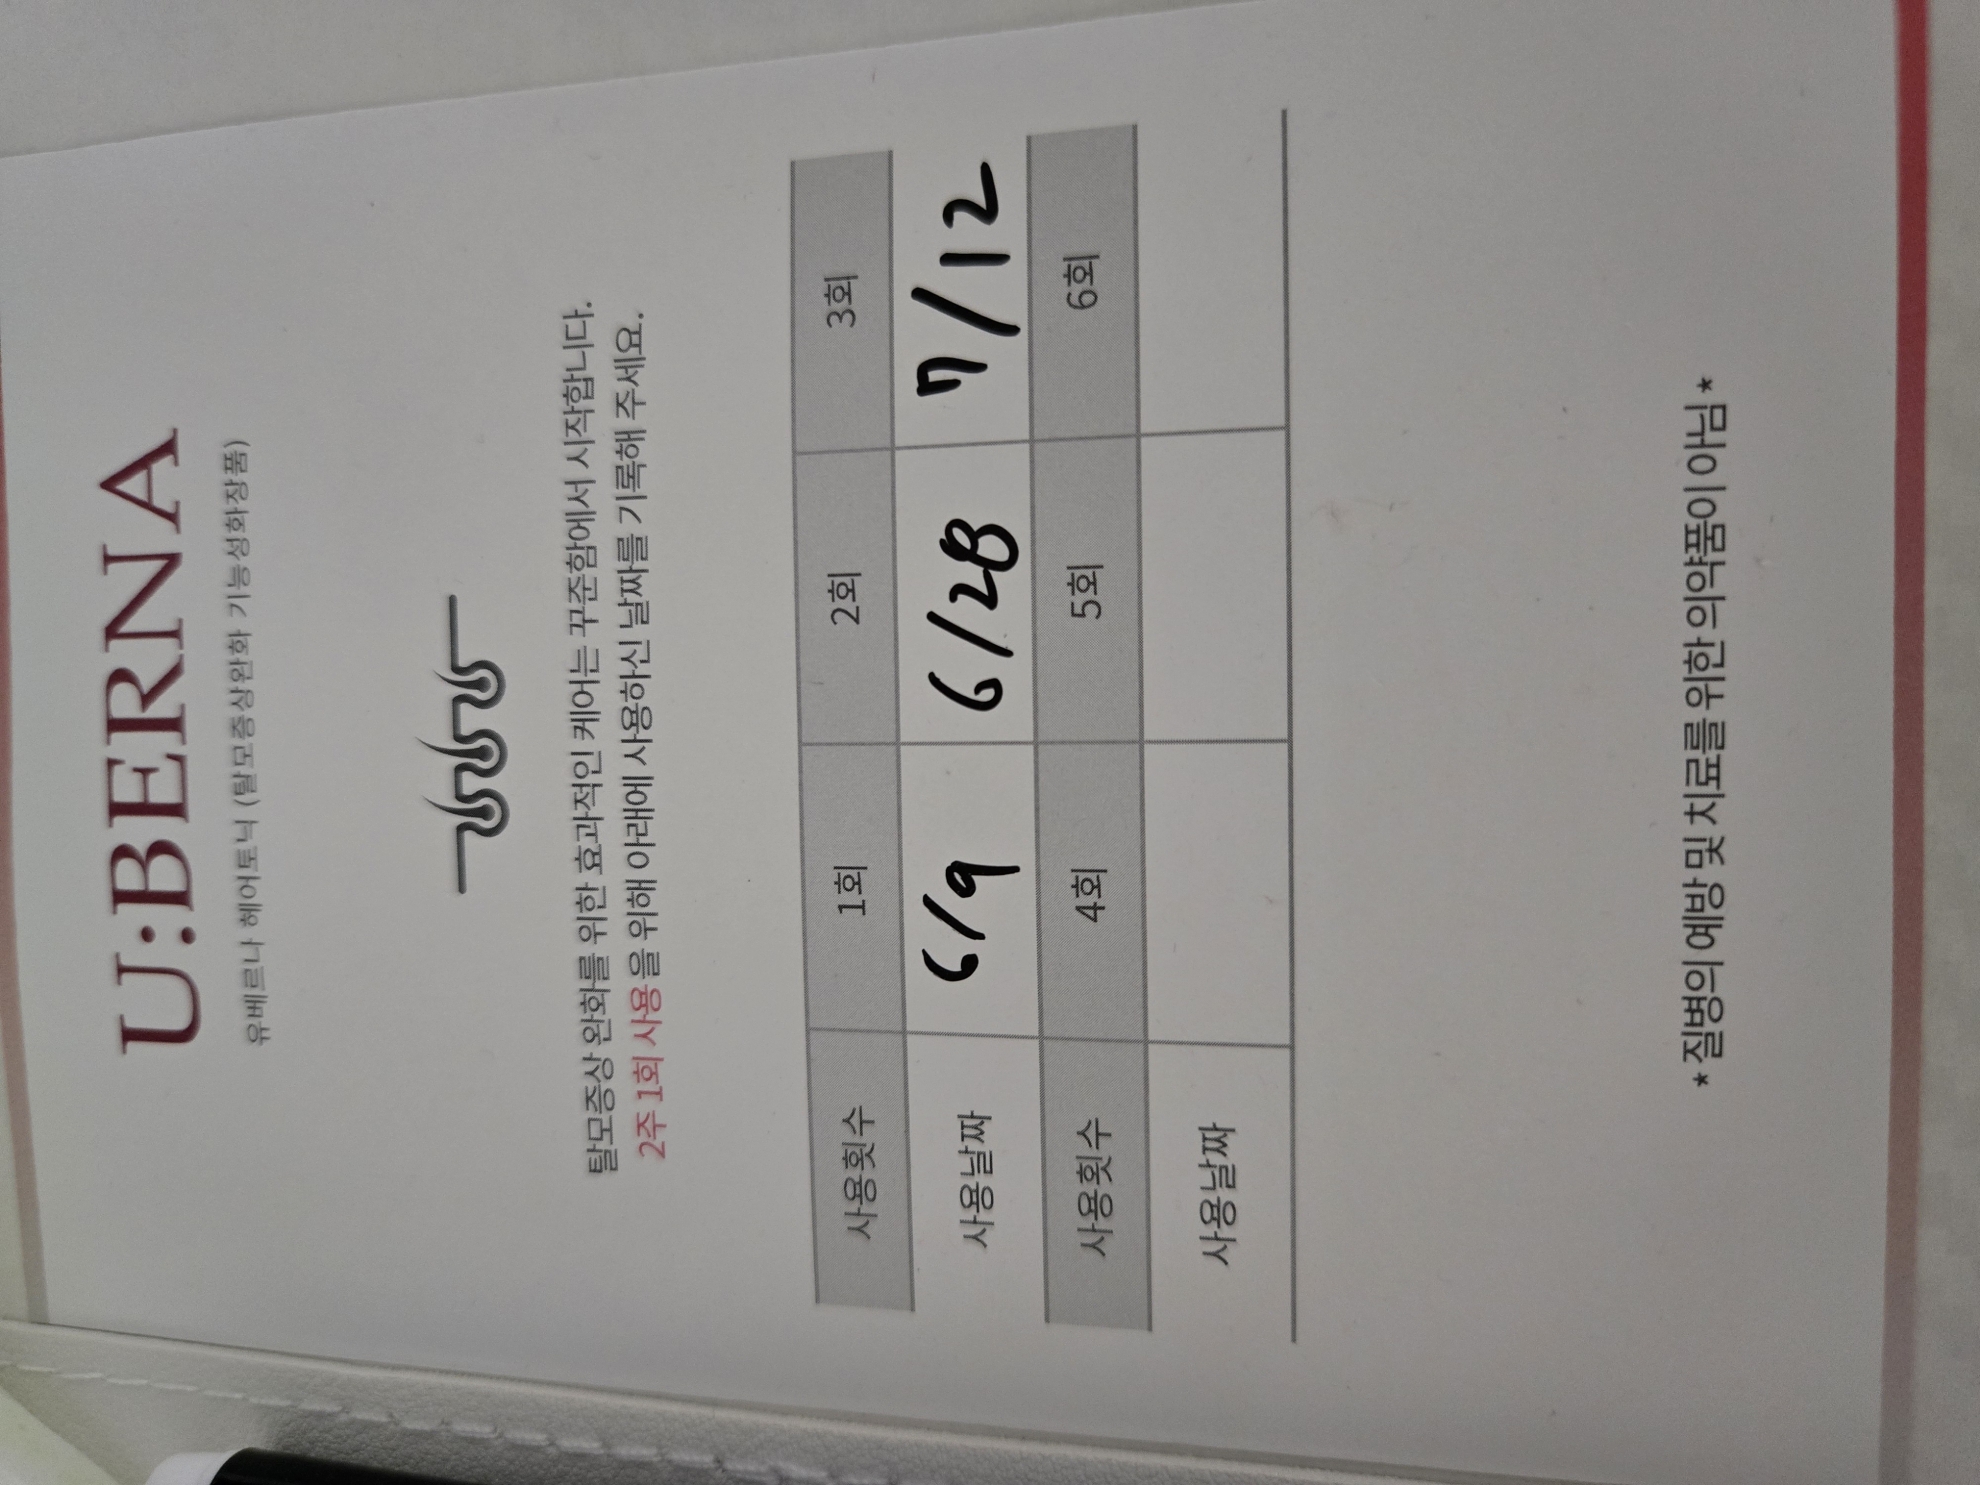 U:BERNA
유베르나 헤어토닉 (탈모증상완화 기능성화장품)
탈모증상 완화를 위한 효과적인 케어는 꾸준함에서 시작합니다.
2주 1회 사용을 위해 아래에 사용하신 날짜를 기록해 주세요.
사용횟수 1회 2회 3회
사용날짜 6/9 6/28 7/12
사용횟수 4회 5회 6회
사용날짜
* 질병의 예방 및 치료를 위한 의약품이 아님 *